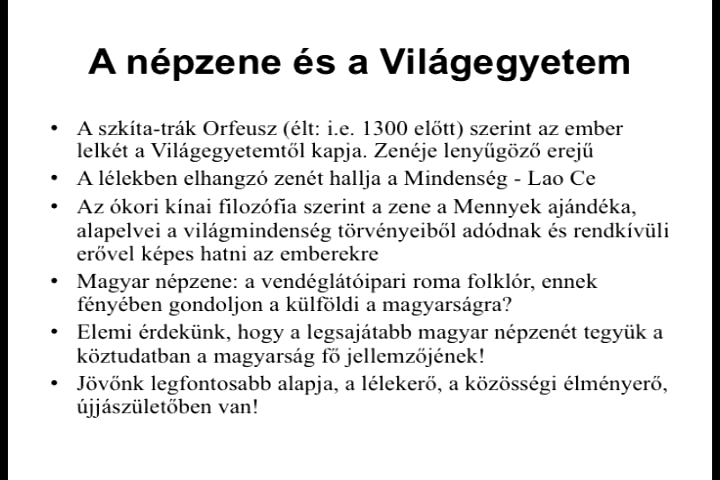 A népzene és a Világegyetem
• A szkíta-trák Orfeusz (élt: i.e. 1300 előtt) szerint az ember
lelkét a Világegyetemtől kapja. Zenéje lenyűgöző erejű
• A lélekben elhangzó zenét hallja a Mindenség - Lao Ce
• Az ókori kínai filozófia szerint a zene a Mennyek ajándéka,
alapelvei a világmindenség törvényeiből adódnak és rendkívüli
erővel képes hatni az emberekre
• Magyar népzene: a vendéglátóipari roma folklór, ennek
fényében gondoljon a külföldi a magyarságra?
• Elemi érdekünk, hogy a legsajátabb magyar népzenét tegyük a
köztudatban a magyarság fő jellemzőjének!
• Jövőnk legfontosabb alapja, a lélekerő, a közösségi élményerő,
újjászületőben van!